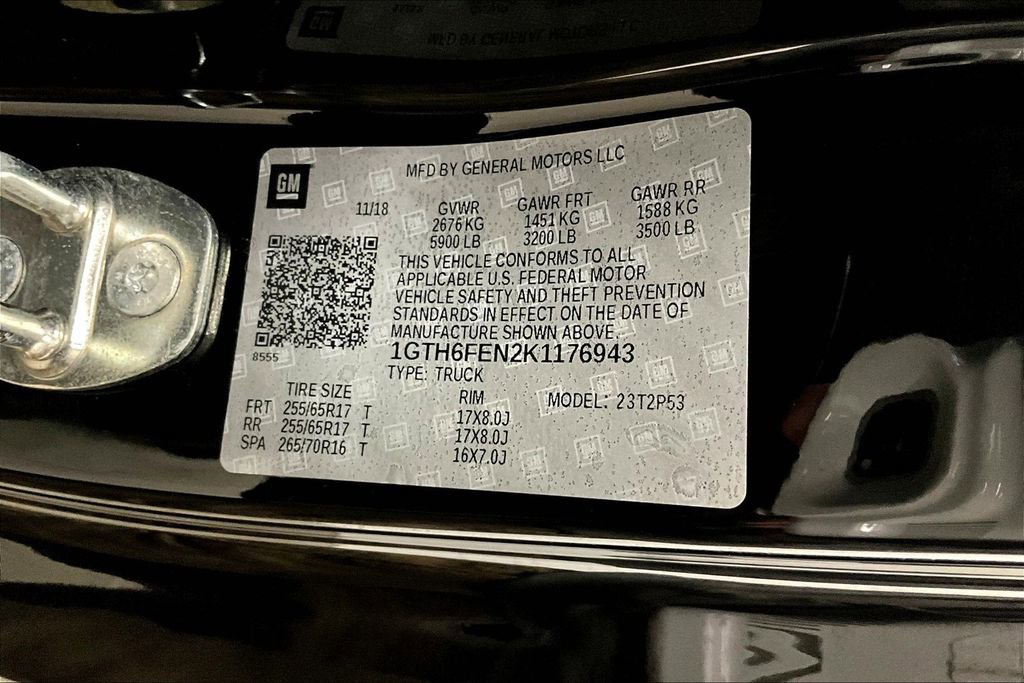 GM
MFD BY GENERAL MOTORS LLC
11/18 GVWR GAWR FRT GAWR RR
2676 KG 1451 KG 1588 KG
5900 LB 3200 LB 3500 LB
THIS VEHICLE CONFORMS TO ALL
APPLICABLE U.S. FEDERAL MOTOR
VEHICLE SAFETY AND THEFT PREVENTION
STANDARDS IN EFFECT ON THE DATE OF
MANUFACTURE SHOWN ABOVE.
8555
1GTH6FEN2K1176943
TYPE: TRUCK
TIRE SIZE RIM MODEL: 23T2P53
FRT 255/65R17 T 17X8.0J
RR 255/65R17 T 17X8.0J
SPA 265/70R16 T 16X7.0J